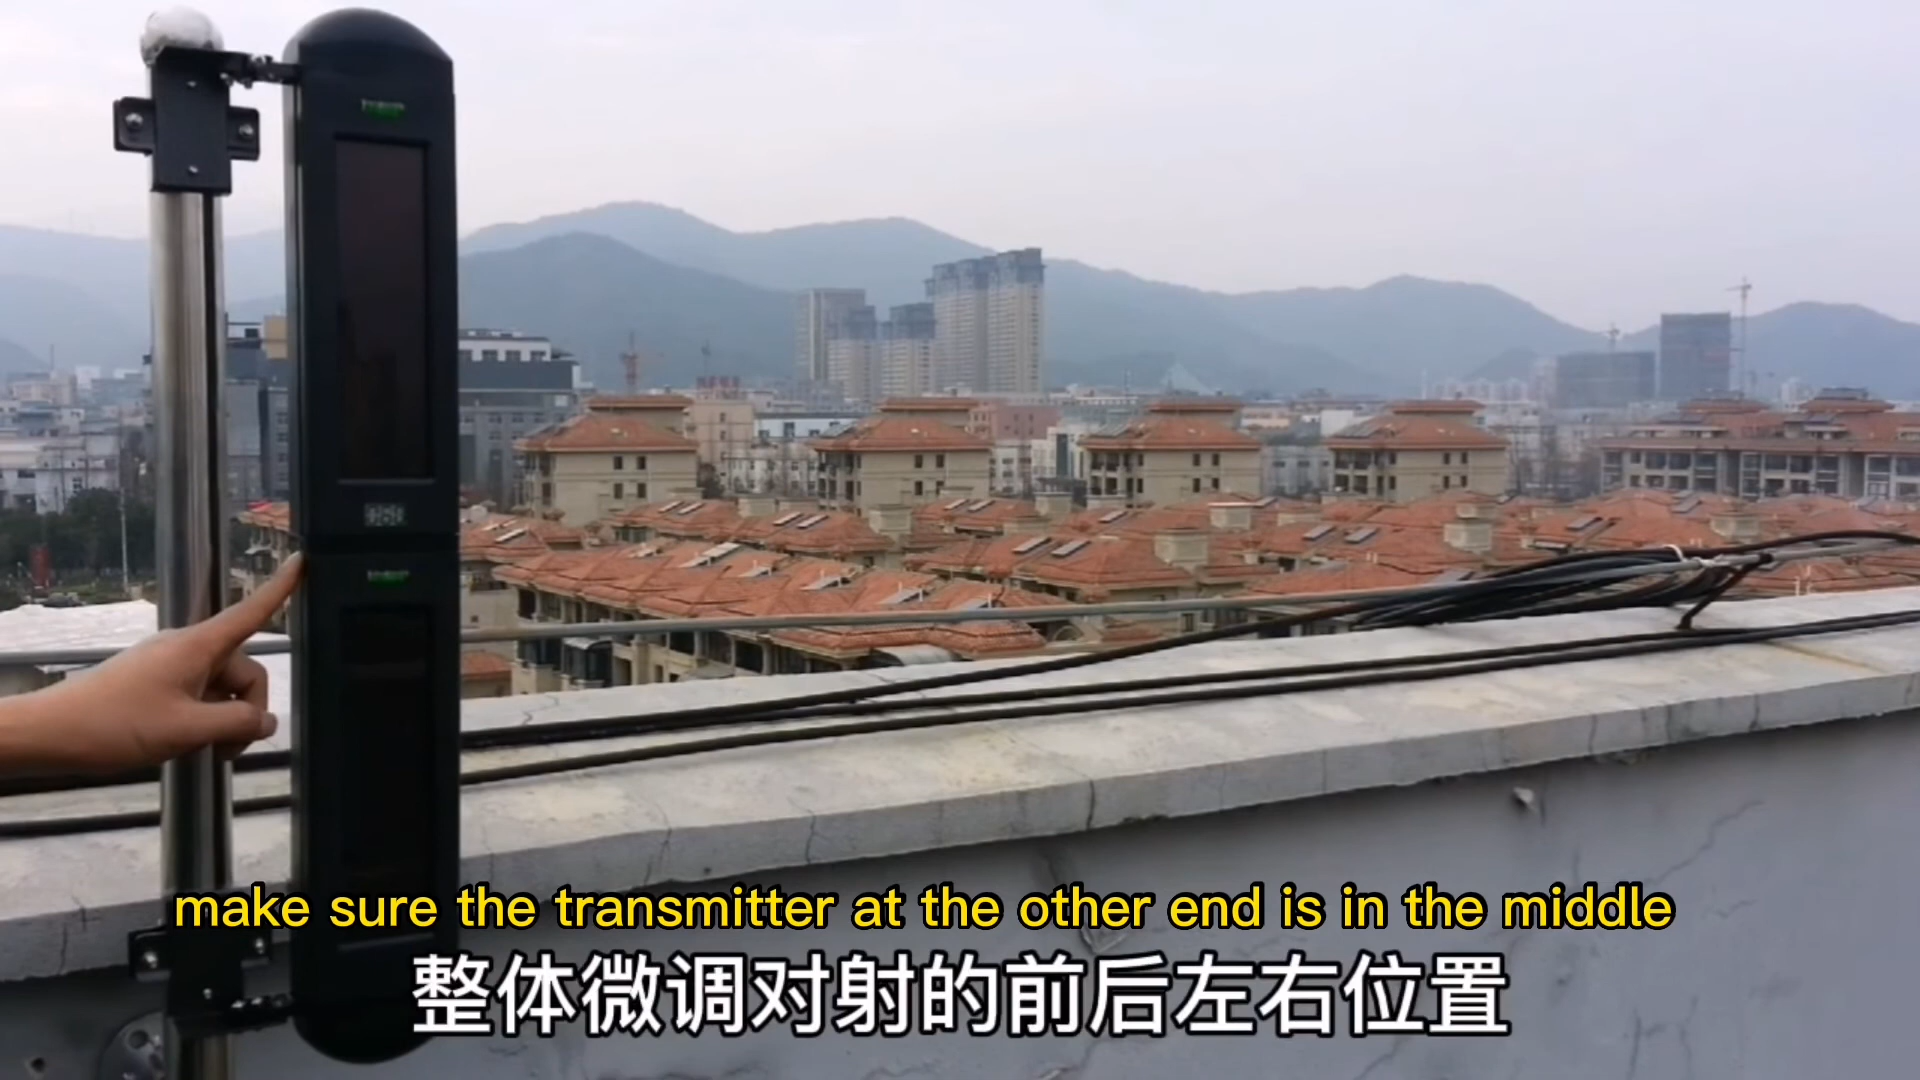 make sure the transmitter at the other end is in the middle
整体微调对射的前后左右位置